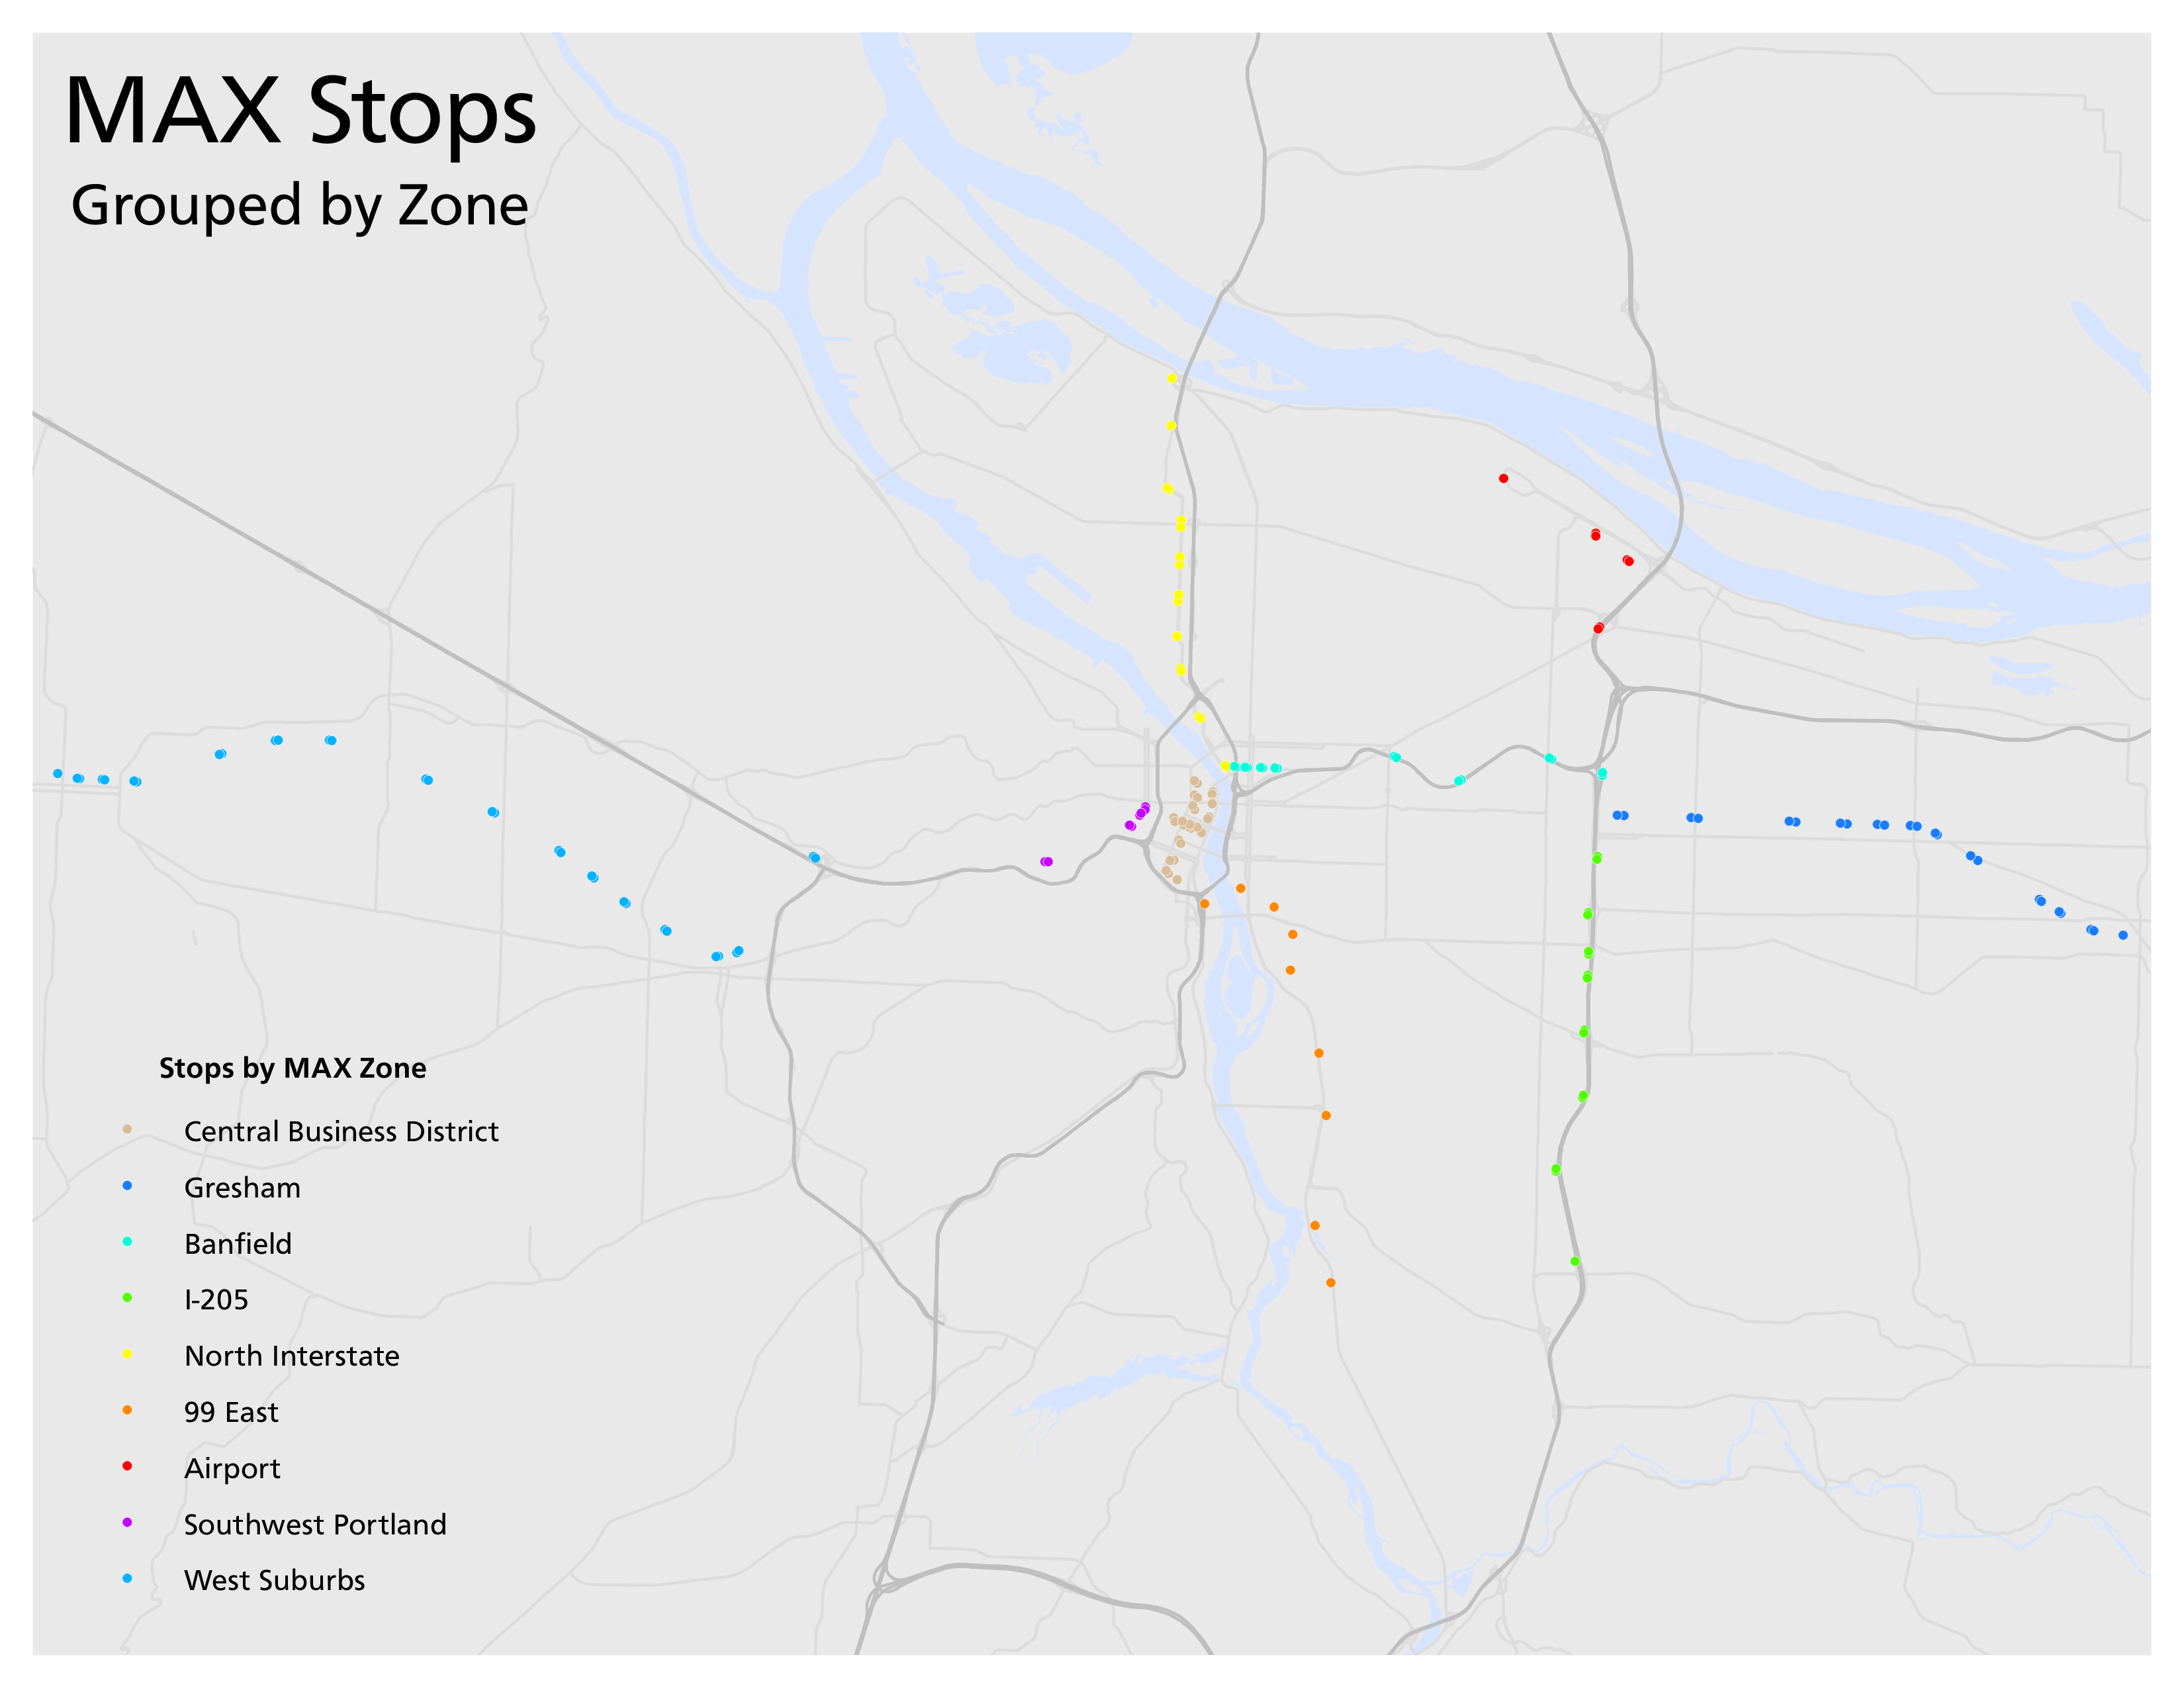 MAX Stops
Grouped by Zone
Stops by MAX Zone
Central Business District
Gresham
Banfield
I-205
North Interstate
99 East
Airport
Southwest Portland
West Suburbs